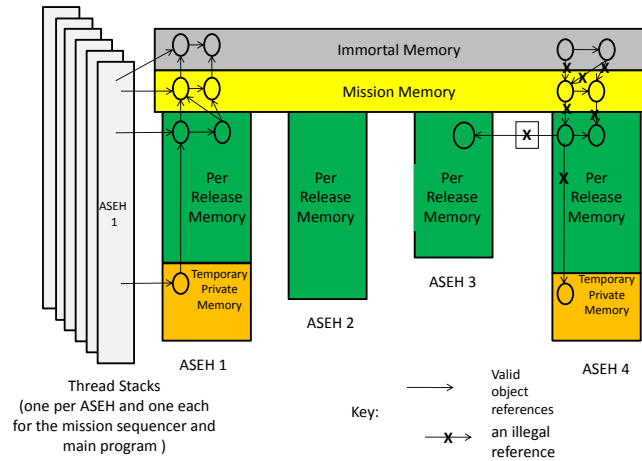 Immortal Memory
X
X
X
Mission Memory
X
X
X
ASEH
1
Per
Release
Memory
Per
Release
Memory
Per
Release
Memory
Per
Release
Memory
X
Temporary
Private
Memory
Temporary
Private
Memory
ASEH 1
ASEH 2
ASEH 3
ASEH 4
Thread Stacks
(one per ASEH and one each
for the mission sequencer and
main program )
Key:
Valid
object
references
X
an illegal
reference